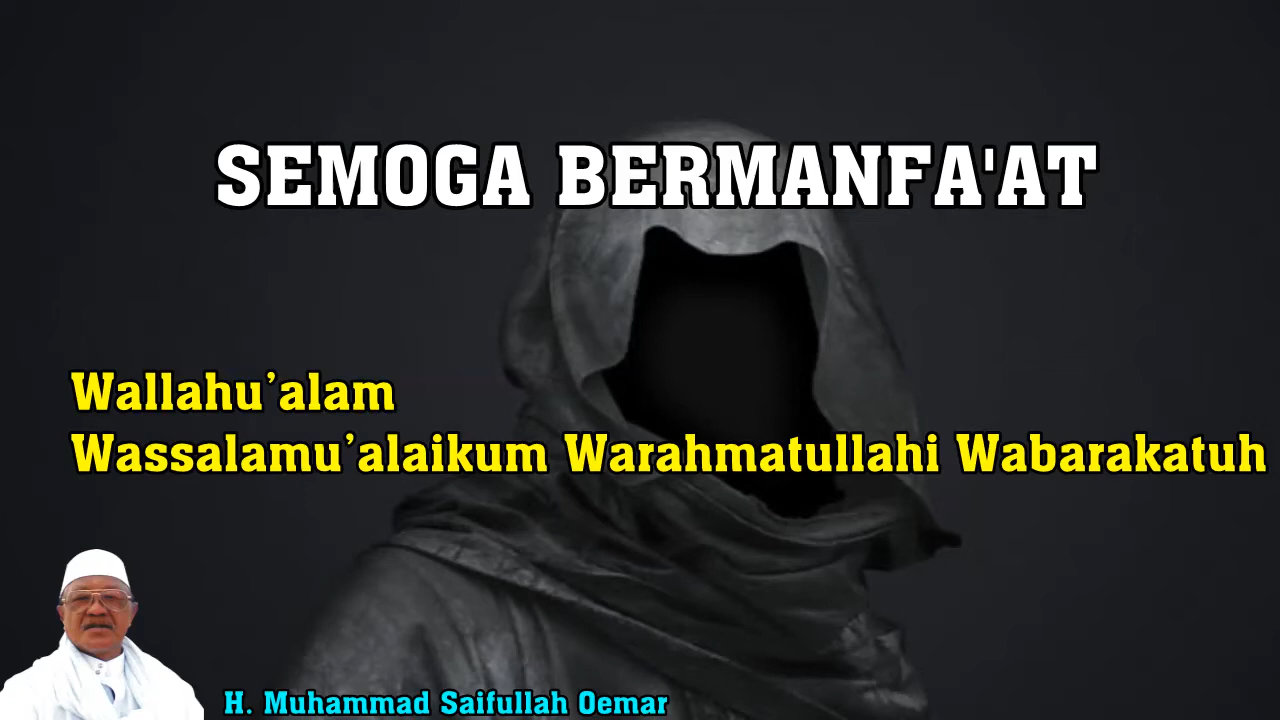 SEMOGA BERMANFA'AT
Wallahu’alam
Wassalamu’alaikum Warahmatullahi Wabarakatuh
H. Muhammad Saifullah Oemar